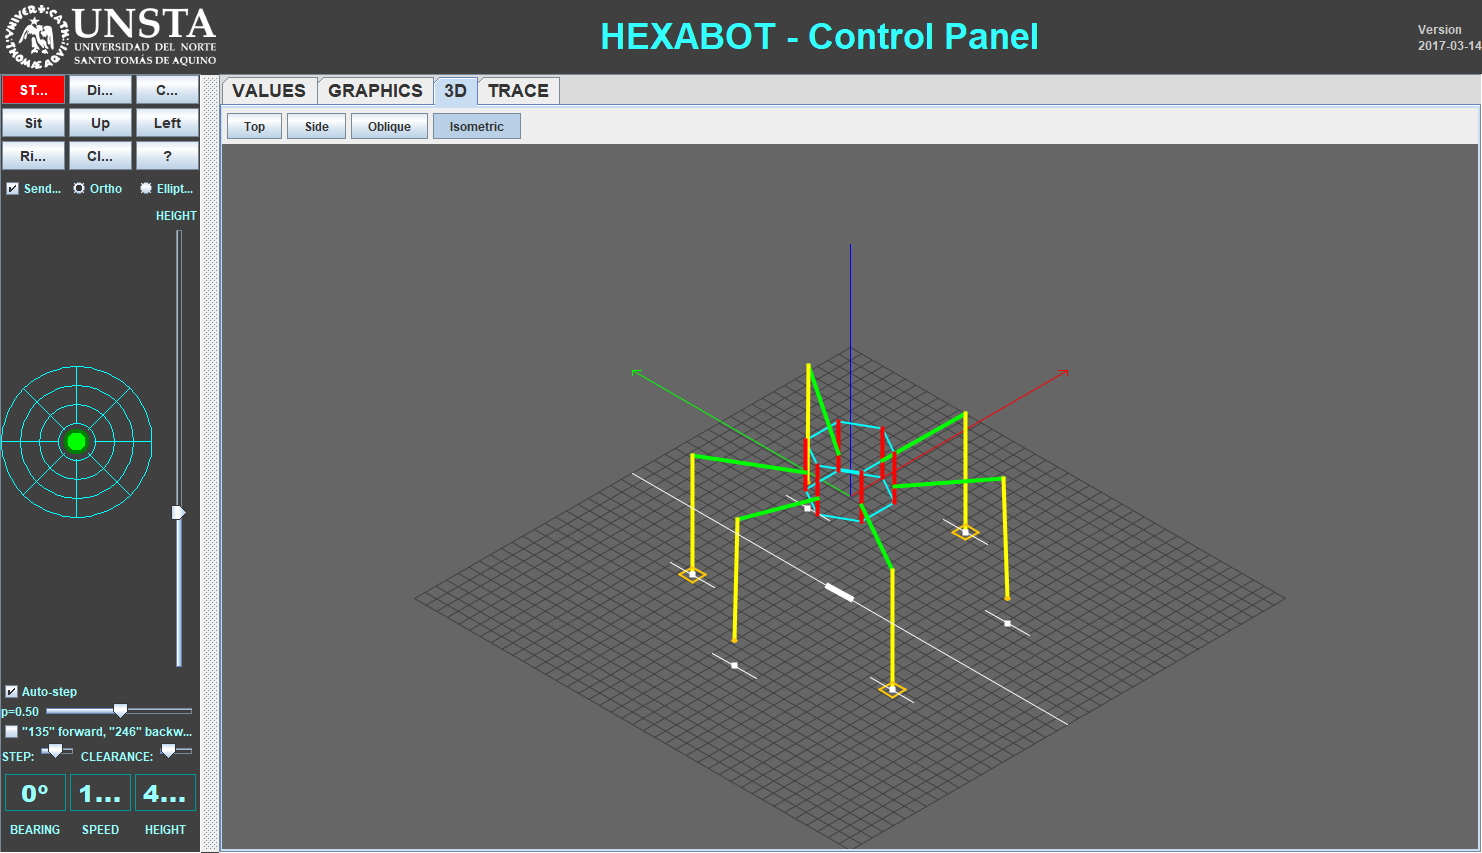 UNSTA
UNIVERSIDAD DEL NORTE
SANTO TOMÁS DE AQUINO
HEXABOT - Control Panel
Version
2017-03-14
ST... Di... C...
Sit Up Left
Ri... Cl... ?
Send... Ortho Ellipt...
HEIGHT
Auto-step
p=0.50
"135" forward, "246" backw...
STEP: CLEARANCE:
0º 1... 4...
BEARING SPEED HEIGHT
VALUES GRAPHICS 3D TRACE
Top Side Oblique Isometric